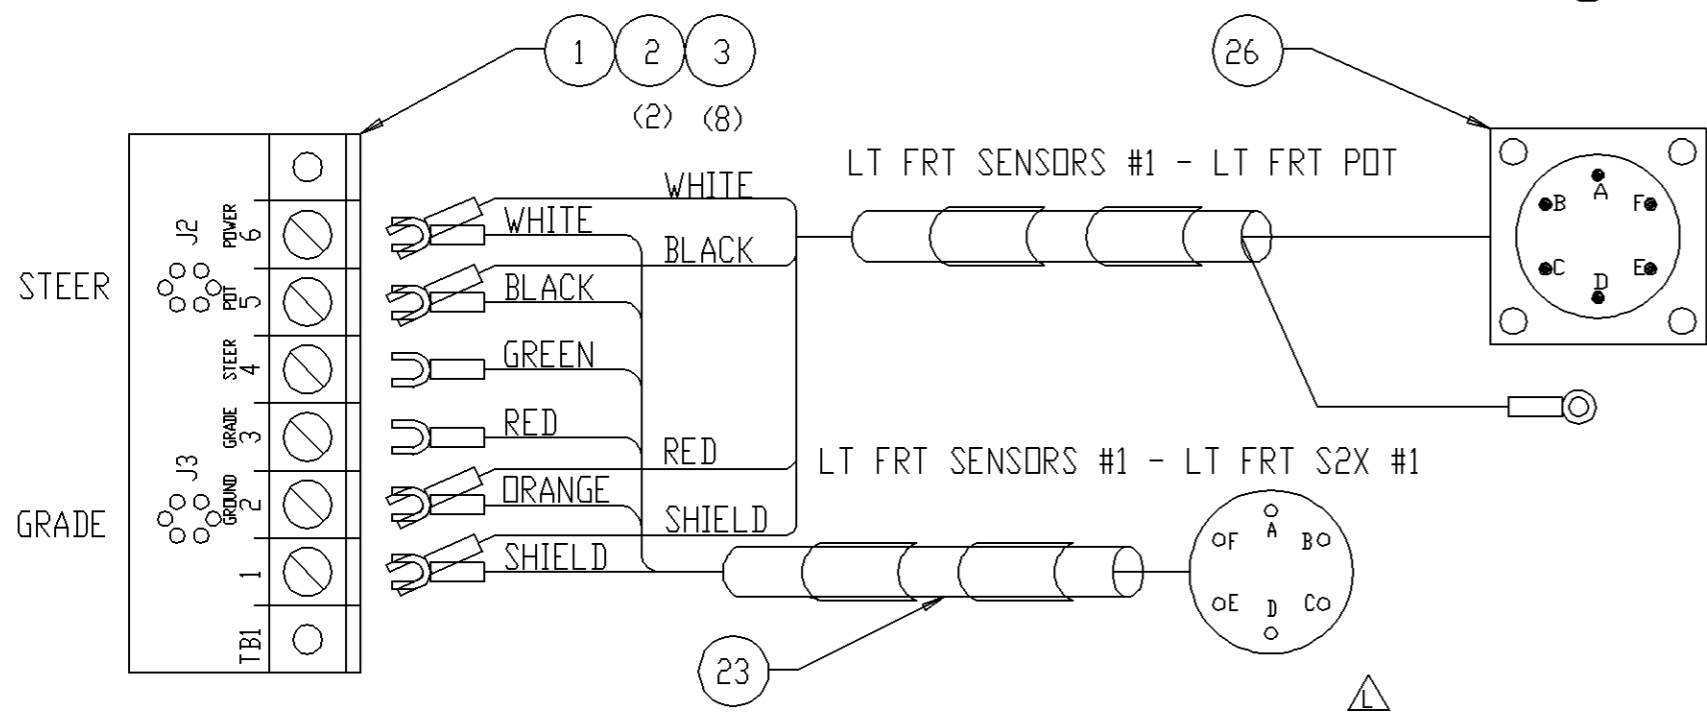 1 2 3
(2) (8)
26
LT FRT SENSORS #1 - LT FRT POT
A
B F
C E
D
WHITE
WHITE
BLACK
BLACK
GREEN
RED
RED
ORANGE
SHIELD
SHIELD
STEER
J2
POWER 6
POT 5
STEER 4
GRADE 3
GRADE
J3
GROUND 2
1
TB1
LT FRT SENSORS #1 - LT FRT S2X #1
A
F B
E C
D
23
L